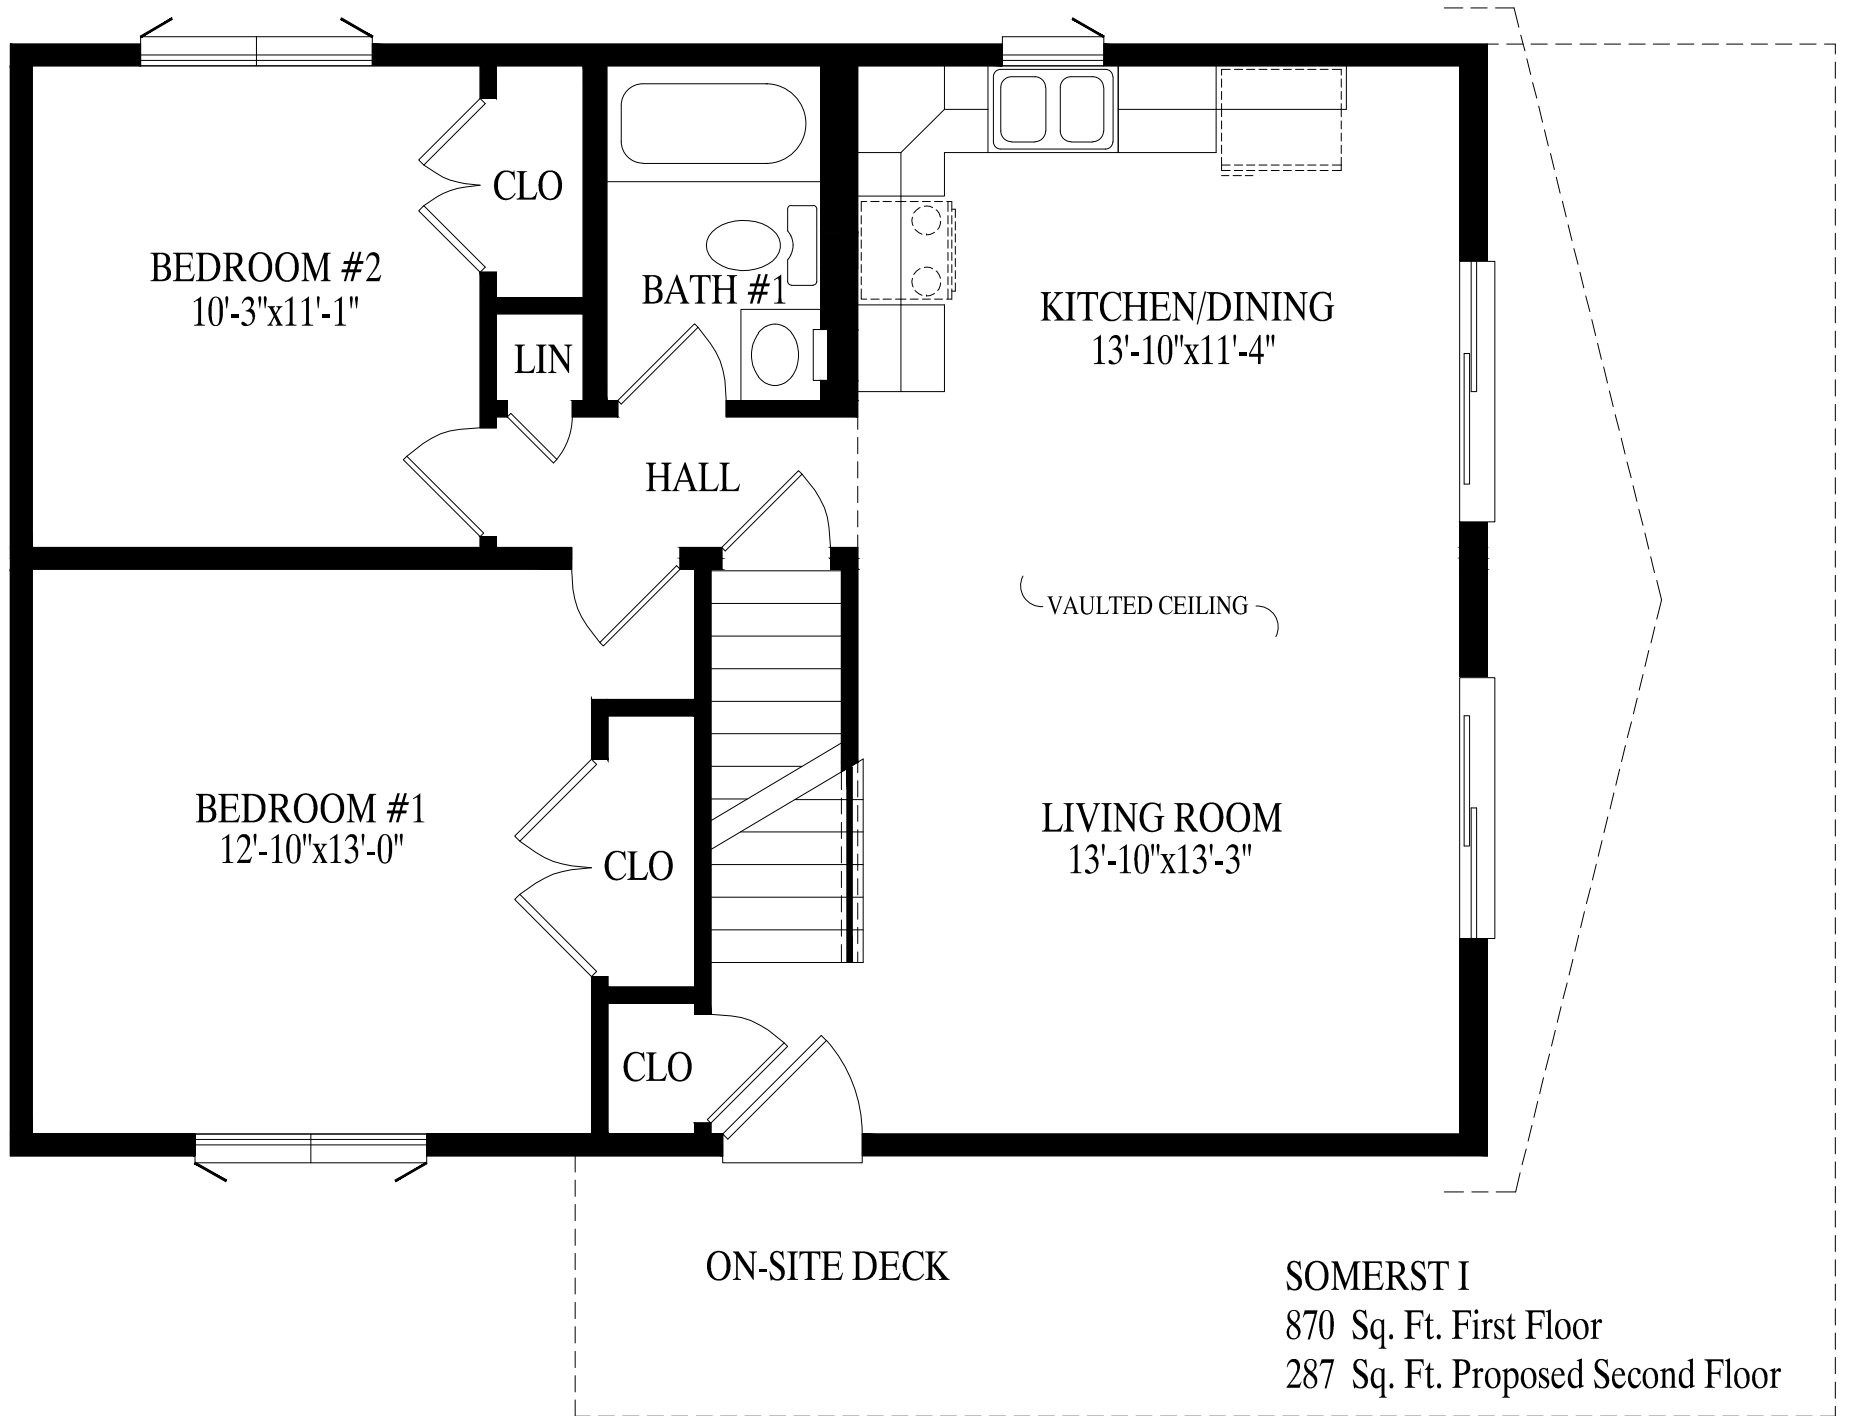 CLO
BEDROOM #2
10'-3"x11'-1"
BATH #1
KITCHEN/DINING
13'-10"x11'-4"
LIN
HALL
VAULTED CEILING
BEDROOM #1
12'-10"x13'-0"
CLO
LIVING ROOM
13'-10"x13'-3"
CLO
ON-SITE DECK
SOMERST I
870 Sq. Ft. First Floor
287 Sq. Ft. Proposed Second Floor